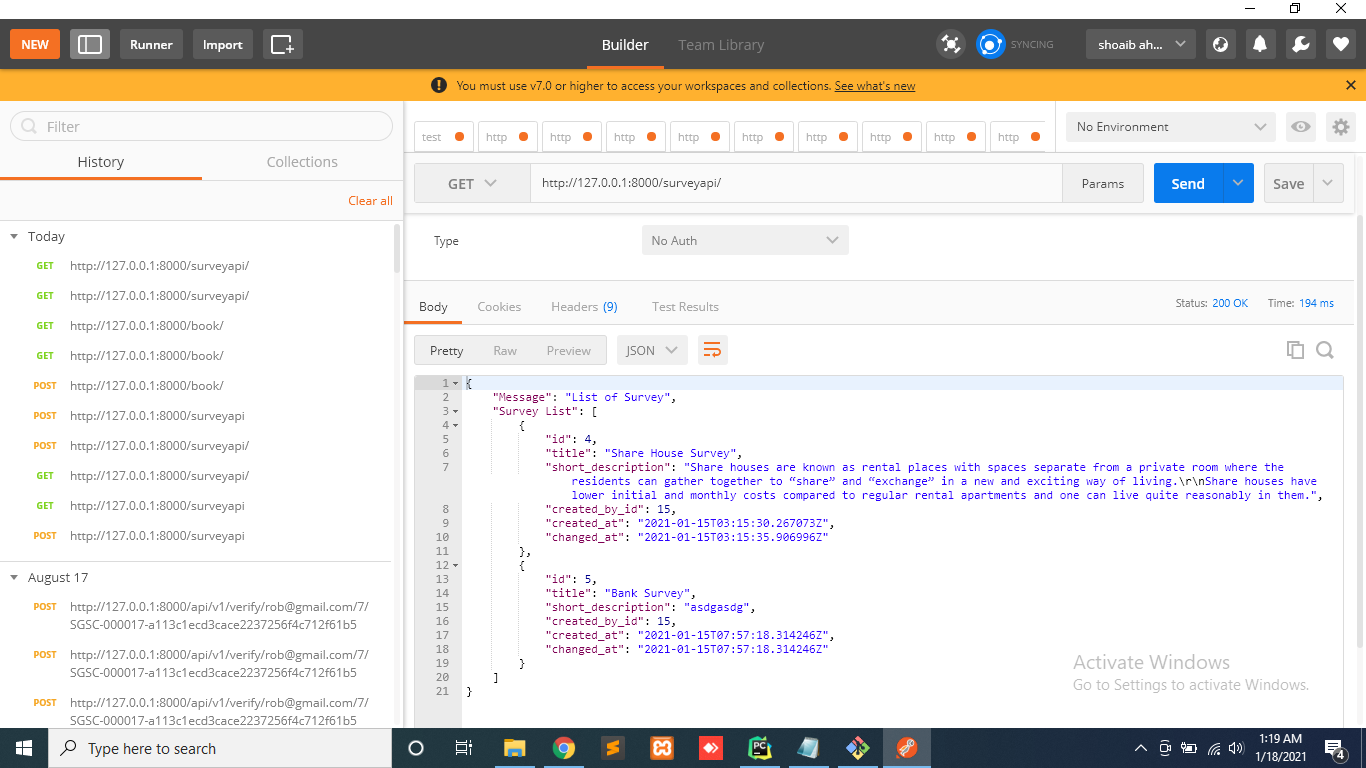 NEW
Runner
Import
Builder
Team Library
SYNCING
shoaib ah...
You must use v7.0 or higher to access your workspaces and collections. See what's new
Filter
History
Collections
Clear all
Today
GET http://127.0.0.1:8000/surveyapi/
GET http://127.0.0.1:8000/surveyapi/
GET http://127.0.0.1:8000/book/
GET http://127.0.0.1:8000/book/
POST http://127.0.0.1:8000/book/
POST http://127.0.0.1:8000/surveyapi
POST http://127.0.0.1:8000/surveyapi/
GET http://127.0.0.1:8000/surveyapi/
GET http://127.0.0.1:8000/surveyapi
POST http://127.0.0.1:8000/surveyapi
August 17
POST http://127.0.0.1:8000/api/v1/verify/rob@gmail.com/7/
SGSC-000017-a113c1ecd3cace2237256f4c712f61b5
POST http://127.0.0.1:8000/api/v1/verify/rob@gmail.com/7/
SGSC-000017-a113c1ecd3cace2237256f4c712f61b5
POST http://127.0.0.1:8000/api/v1/verify/rob@gmail.com/7/
SGSC-000017-a113c1ecd3cace2237256f4c712f61b5
test http http http http http http http http http
No Environment
GET http://127.0.0.1:8000/surveyapi/ Params Send Save
Type No Auth
Body Cookies Headers (9) Test Results Status: 200 OK Time: 194 ms
Pretty Raw Preview JSON
1 {
2 "Message": "List of Survey",
3 "Survey List": [
4 {
5 "id": 4,
6 "title": "Share House Survey",
7 "short_description": "Share houses are known as rental places with spaces separate from a private room where the
residents can gather together to “share” and “exchange” in a new and exciting way of living.\r\nShare houses have
lower initial and monthly costs compared to regular rental apartments and one can live quite reasonably in them.",
8 "created_by_id": 15,
9 "created_at": "2021-01-15T03:15:30.267073Z",
10 "changed_at": "2021-01-15T03:15:35.906996Z"
11 },
12 {
13 "id": 5,
14 "title": "Bank Survey",
15 "short_description": "asdgasdg",
16 "created_by_id": 15,
17 "created_at": "2021-01-15T07:57:18.314246Z",
18 "changed_at": "2021-01-15T07:57:18.314246Z"
19 }
20 ]
21 }
Activate Windows
Go to Settings to activate Windows.
Type here to search
PC
1:19 AM
1/18/2021
4